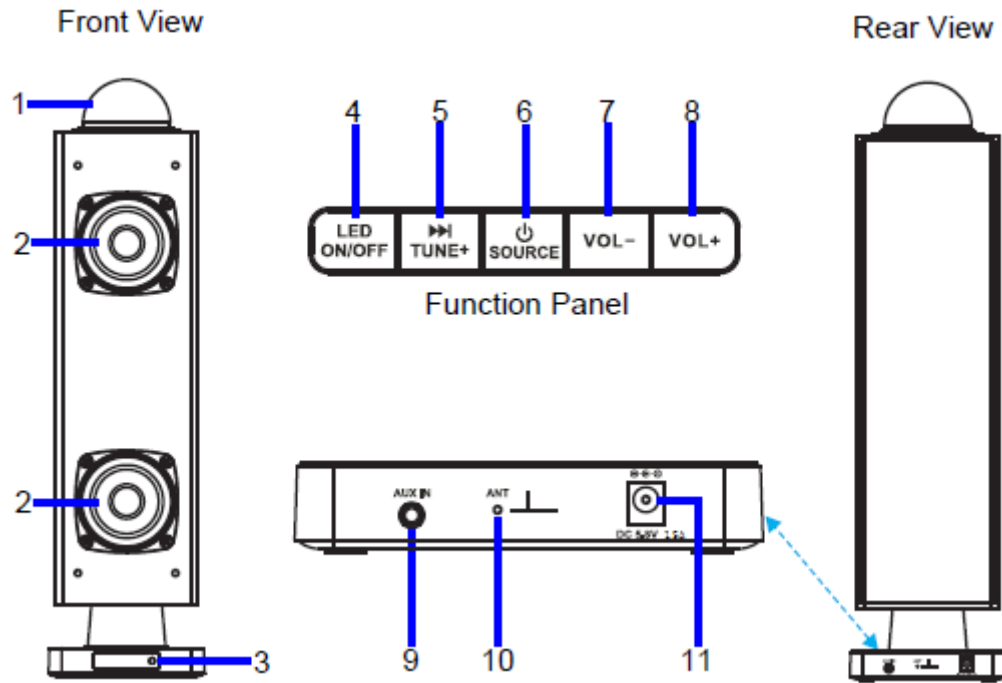 Front View
Rear View
1
4 5 6 7 8
2
LED
ON/OFF
TUNE+
SOURCE
VOL-
VOL+
Function Panel
2
AUX IN
ANT
3
9 10 11